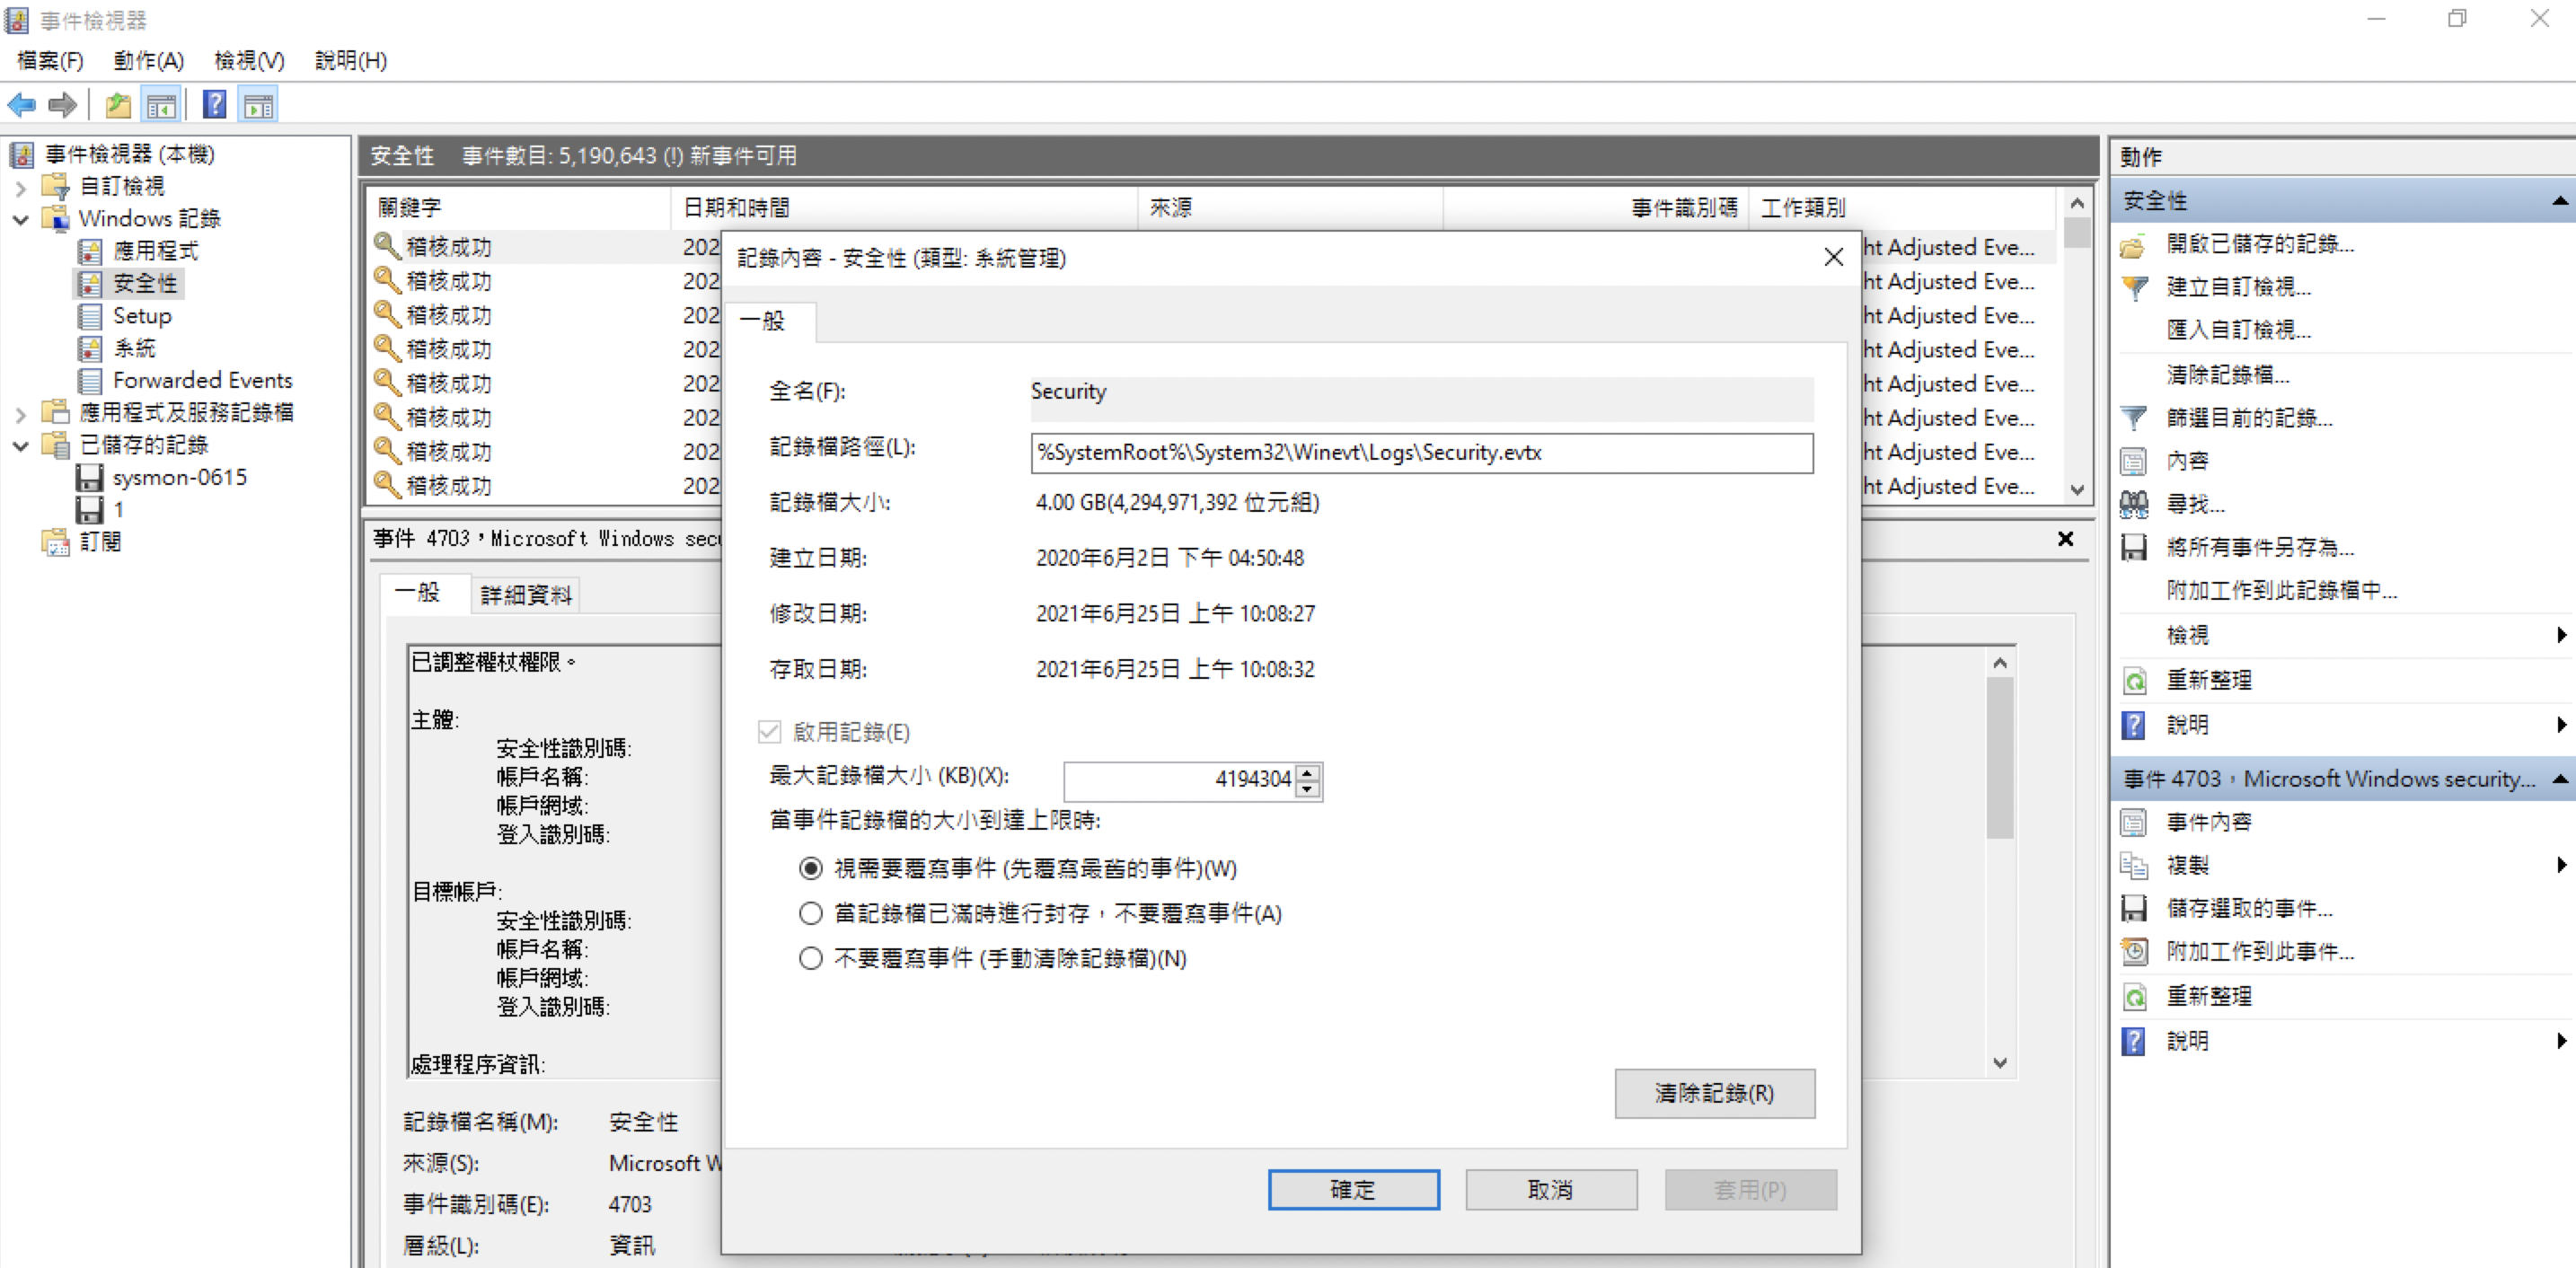 事件檢視器
檔案(F) 動作(A) 檢視(V) 說明(H)
事件檢視器 (本機)
自訂檢視
Windows 記錄
應用程式
安全性
Setup
系統
Forwarded Events
應用程式及服務記錄檔
已儲存的記錄
sysmon-0615
1
訂閱
安全性 事件數目: 5,190,643 (!) 新事件可用
關鍵字 日期和時間 來源 事件識別碼 工作類別
稽核成功 202 ht Adjusted Eve...
稽核成功 202 ht Adjusted Eve...
稽核成功 202 ht Adjusted Eve...
稽核成功 202 ht Adjusted Eve...
稽核成功 202 ht Adjusted Eve...
稽核成功 202 ht Adjusted Eve...
稽核成功 202 ht Adjusted Eve...
稽核成功 202 ht Adjusted Eve...
事件 4703，Microsoft Windows secu
一般 詳細資料
已調整權杖權限。
主體:
安全性識別碼:
帳戶名稱:
帳戶網域:
登入識別碼:
目標帳戶:
安全性識別碼:
帳戶名稱:
帳戶網域:
登入識別碼:
處理程序資訊:
記錄檔名稱(M): 安全性
來源(S): Microsoft W
事件識別碼(E): 4703
層級(L): 資訊
記錄內容 - 安全性 (類型: 系統管理)
一般
全名(F): Security
記錄檔路徑(L): %SystemRoot%\System32\Winevt\Logs\Security.evtx
記錄檔大小: 4.00 GB(4,294,971,392 位元組)
建立日期: 2020年6月2日 下午 04:50:48
修改日期: 2021年6月25日 上午 10:08:27
存取日期: 2021年6月25日 上午 10:08:32
啟用記錄(E)
最大記錄檔大小 (KB)(X): 4194304
當事件記錄檔的大小到達上限時:
視需要覆寫事件 (先覆寫最舊的事件)(W)
當記錄檔已滿時進行封存，不要覆寫事件(A)
不要覆寫事件 (手動清除記錄檔)(N)
清除記錄(R)
確定 取消 套用(P)
動作
安全性
開啟已儲存的記錄...
建立自訂檢視...
匯入自訂檢視...
清除記錄檔...
篩選目前的記錄...
內容
尋找...
將所有事件另存為...
附加工作到此記錄檔中...
檢視
重新整理
說明
事件 4703，Microsoft Windows security...
事件內容
複製
儲存選取的事件...
附加工作到此事件...
重新整理
說明